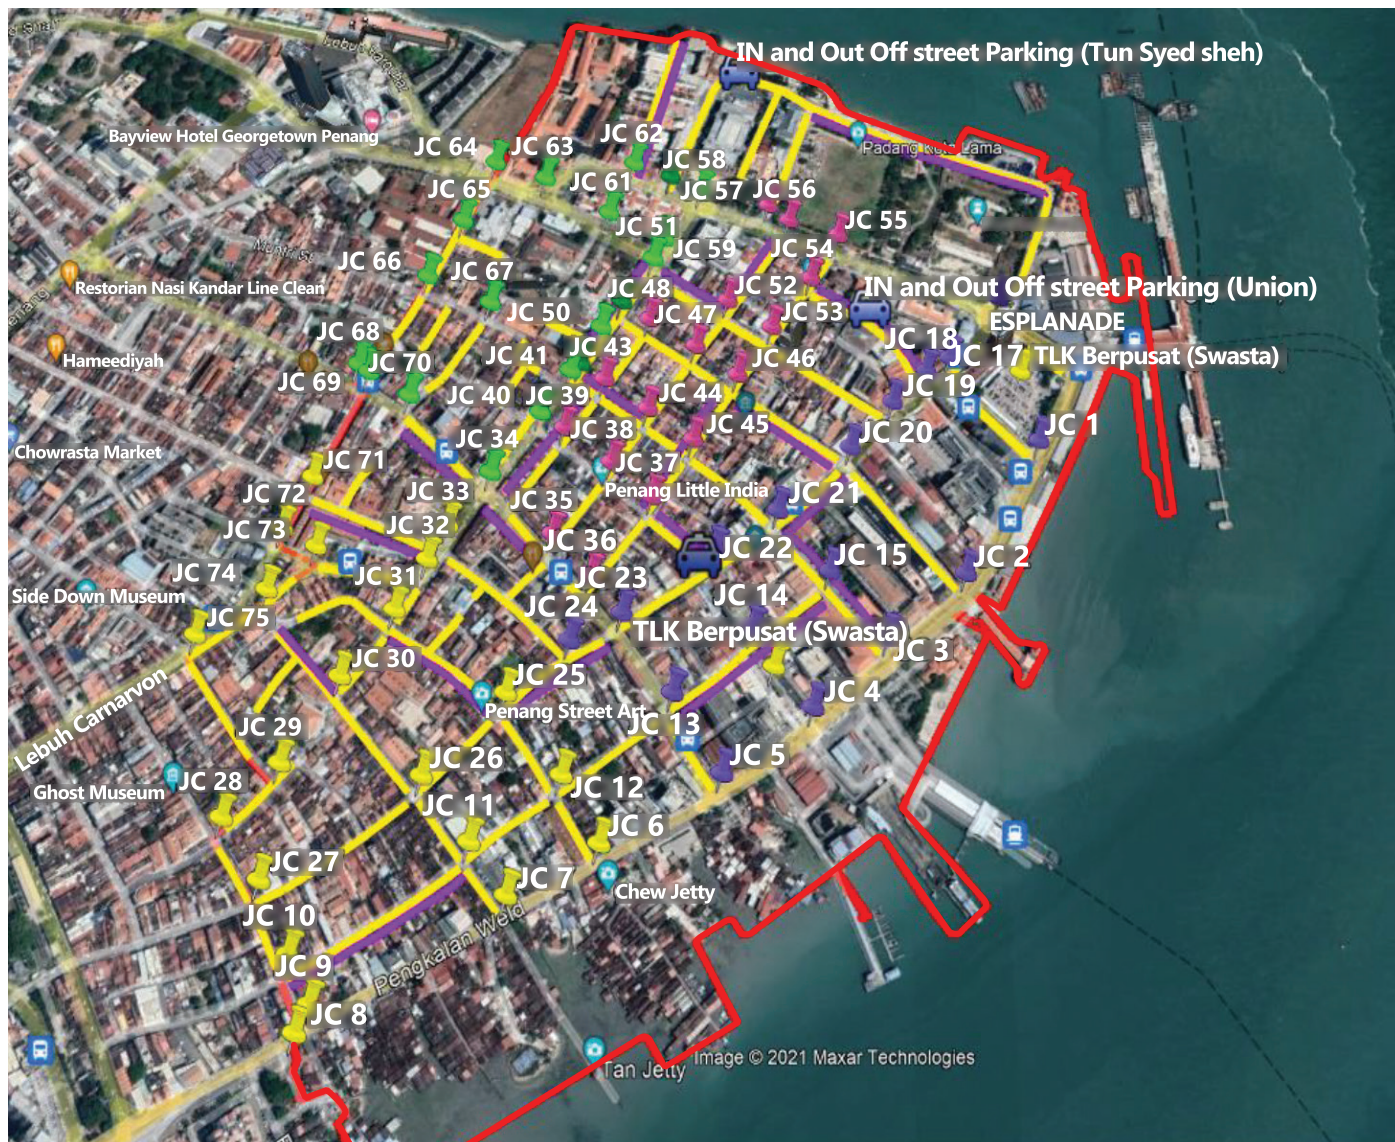 IN and Out Off street Parking (Tun Syed sheh)
Bayview Hotel Georgetown Penang
JC 64
JC 63
JC 62
Padang Kota Lama
JC 58
JC 61
JC 57
JC 56
JC 65
JC 51
JC 55
JC 59
JC 54
Muntri St
JC 66
JC 67
Restorian Nasi Kandar Line Clean
JC 48
JC 52
IN and Out Off street Parking (Union)
JC 50
JC 47
JC 53
ESPLANADE
JC 68
JC 18
Hameediyah
JC 70
JC 41
JC 43
JC 46
JC 17
TLK Berpusat (Swasta)
JC 69
JC 40
JC 39
JC 44
JC 19
JC 34
JC 38
JC 45
JC 20
JC 1
Chowrasta Market
JC 71
JC 37
JC 72
JC 33
JC 35
Penang Little India
JC 21
JC 73
JC 32
JC 36
JC 22
JC 15
JC 2
JC 74
JC 31
JC 23
Side Down Museum
JC 24
JC 14
JC 75
TLK Berpusat (Swasta)
JC 30
JC 3
JC 25
Lebuh Carnarvon
Penang Street Art
JC 4
JC 29
JC 13
JC 26
JC 5
Ghost Museum
JC 28
JC 12
JC 11
JC 6
JC 27
JC 7
Chew Jetty
JC 10
Pengkalan Weld
JC 9
JC 8
Image © 2021 Maxar Technologies
Tan Jetty